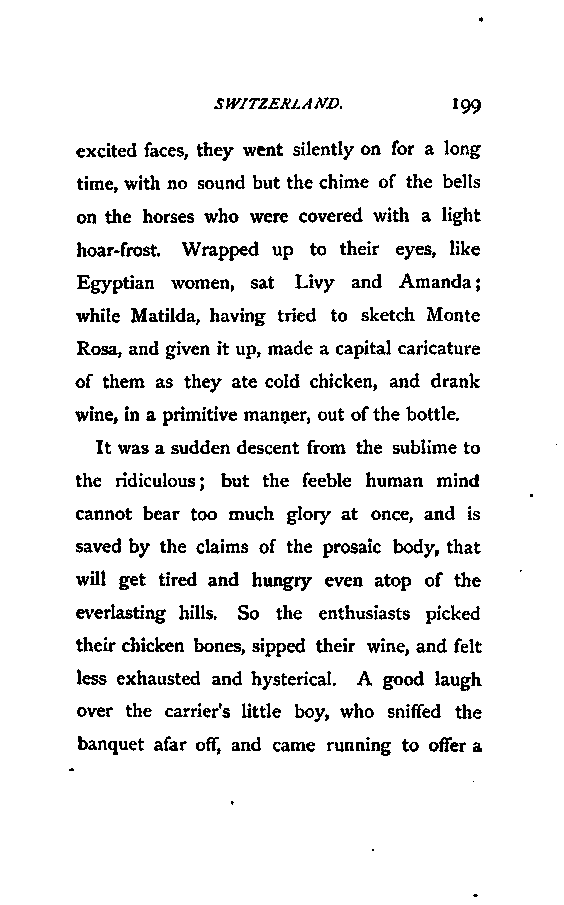 SWITZERLAND. 199
excited faces, they went silently on for a long
time, with no sound but the chime of the bells
on the horses who were covered with a light
hoar-frost. Wrapped up to their eyes, like
Egyptian women, sat Livy and Amanda;
while Matilda, having tried to sketch Monte
Rosa, and given it up, made a capital caricature
of them as they ate cold chicken, and drank
wine, in a primitive manner, out of the bottle.
It was a sudden descent from the sublime to
the ridiculous; but the feeble human mind
cannot bear too much glory at once, and is
saved by the claims of the prosaic body, that
will get tired and hungry even atop of the
everlasting hills. So the enthusiasts picked
their chicken bones, sipped their wine, and felt
less exhausted and hysterical. A good laugh
over the carrier's little boy, who sniffed the
banquet afar off, and came running to offer a